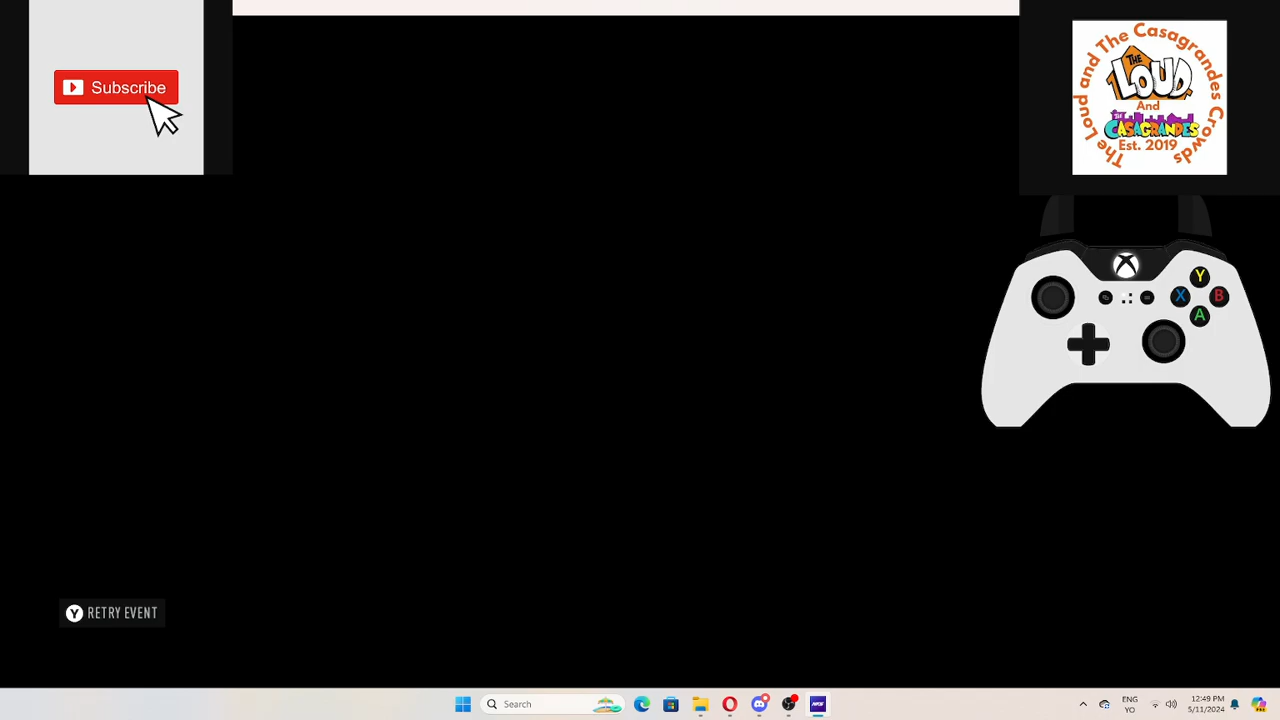 Subscribe
The Loud and The Casagrandes Crowds
THE
LOUD
And
THE
CASAGRANDES
Est. 2019
Y
X
B
A
Y RETRY EVENT
Search
ENG
YO
12:49 PM
5/11/2024